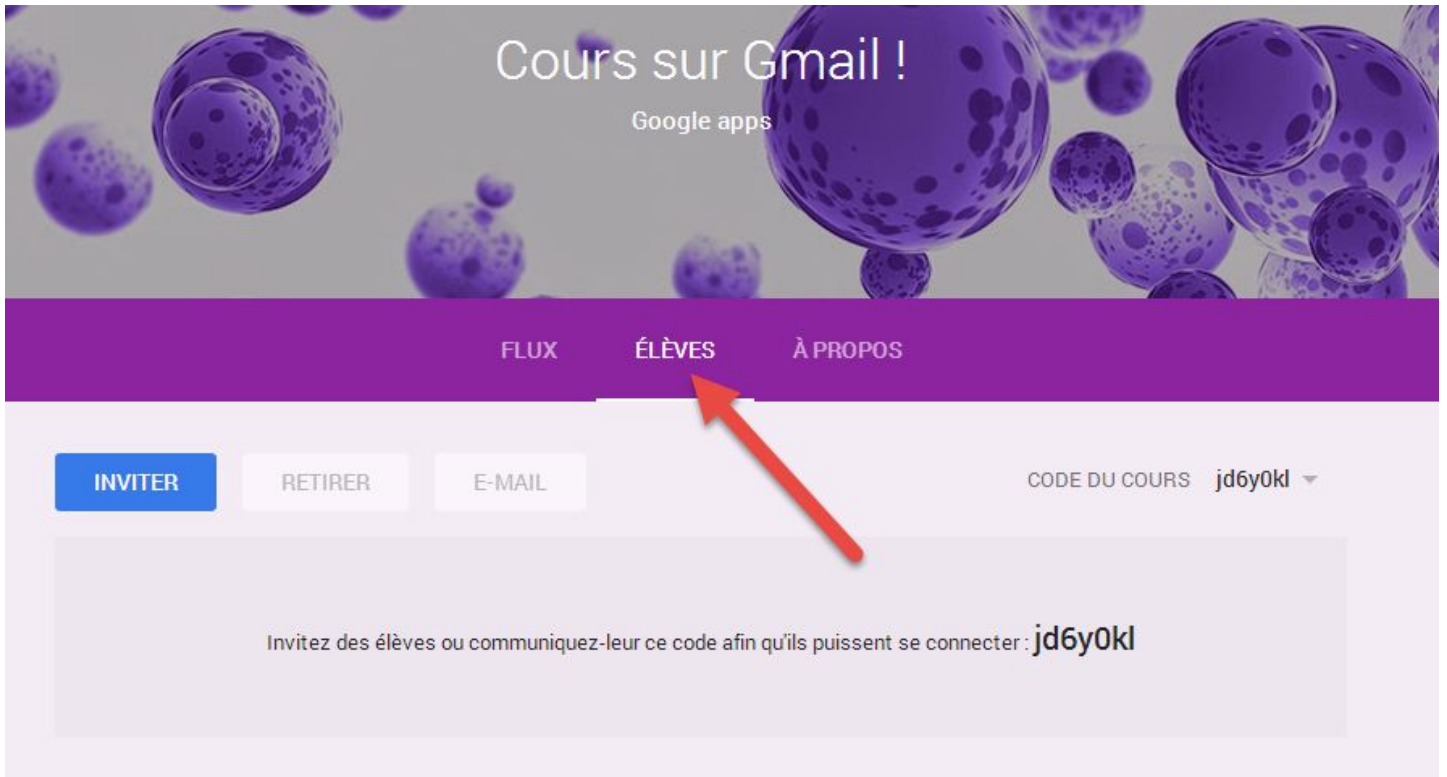 Cours sur Gmail !
Google apps
FLUX ÉLÈVES À PROPOS
INVITER RETIRER E-MAIL CODE DU COURS jd6y0kl
Invitez des élèves ou communiquez-leur ce code afin qu'ils puissent se connecter : jd6y0kl